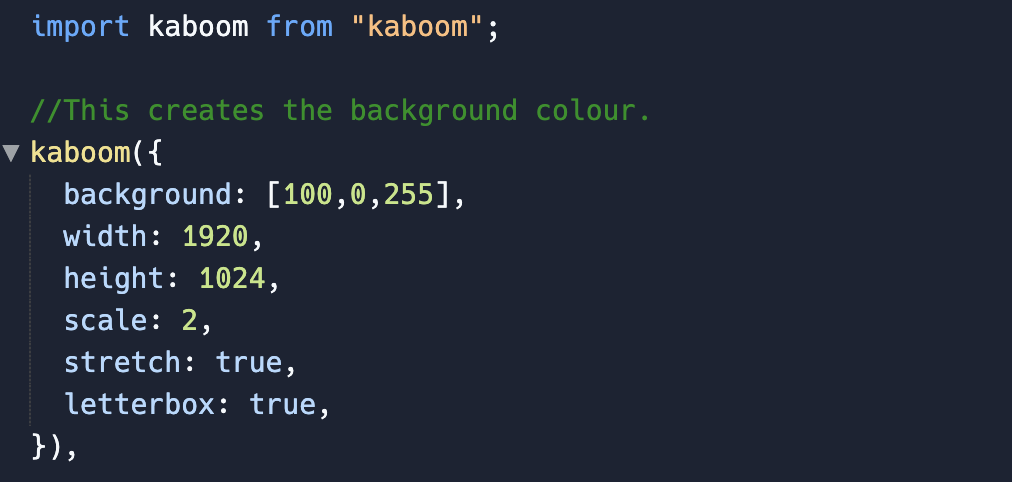 import kaboom from "kaboom";
//This creates the background colour.
kaboom({
background: [100,0,255],
width: 1920,
height: 1024,
scale: 2,
stretch: true,
letterbox: true,
}),